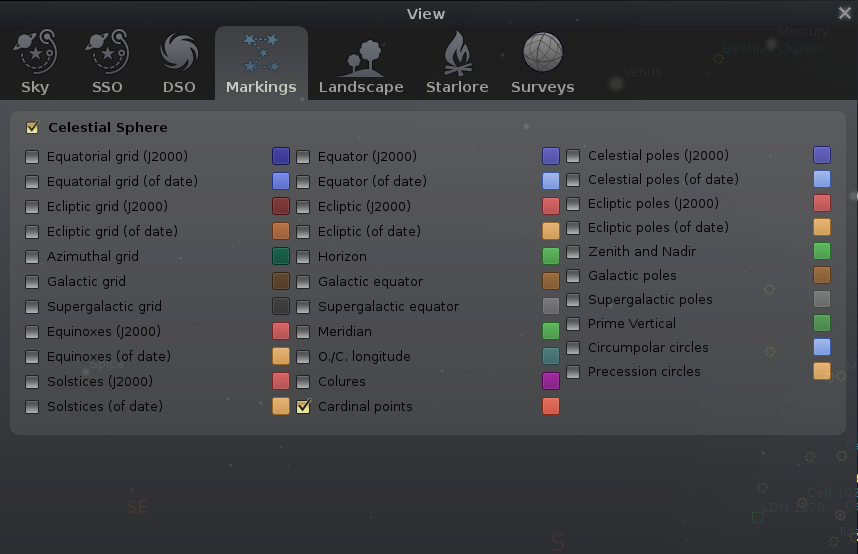 View
Mercury
Beehive Cluster
Venus
Sky
SSO
DSO
Markings
Landscape
Starlore
Surveys
Celestial Sphere
Equatorial grid (J2000)
Equatorial grid (of date)
Ecliptic grid (J2000)
Ecliptic grid (of date)
Azimuthal grid
Galactic grid
Supergalactic grid
Equinoxes (J2000)
Equinoxes (of date)
Solstices (J2000)
Solstices (of date)
Equator (J2000)
Equator (of date)
Ecliptic (J2000)
Ecliptic (of date)
Horizon
Galactic equator
Supergalactic equator
Meridian
O./C. longitude
Colures
Cardinal points
Celestial poles (J2000)
Celestial poles (of date)
Ecliptic poles (J2000)
Ecliptic poles (of date)
Zenith and Nadir
Galactic poles
Supergalactic poles
Prime Vertical
Circumpolar circles
Precession circles
Spica
SE
S